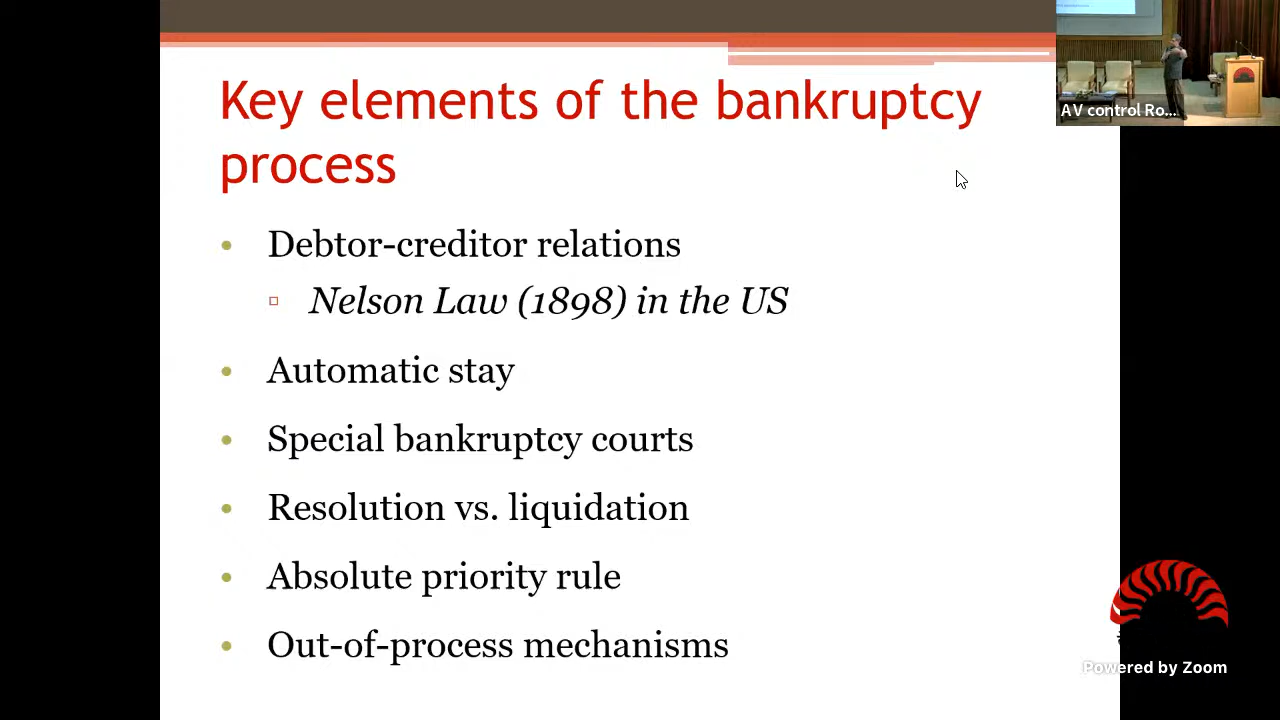 Key elements of the bankruptcy
process
• Debtor-creditor relations
▫ Nelson Law (1898) in the US
• Automatic stay
• Special bankruptcy courts
• Resolution vs. liquidation
• Absolute priority rule
• Out-of-process mechanisms
AV control Ro...
Powered by Zoom